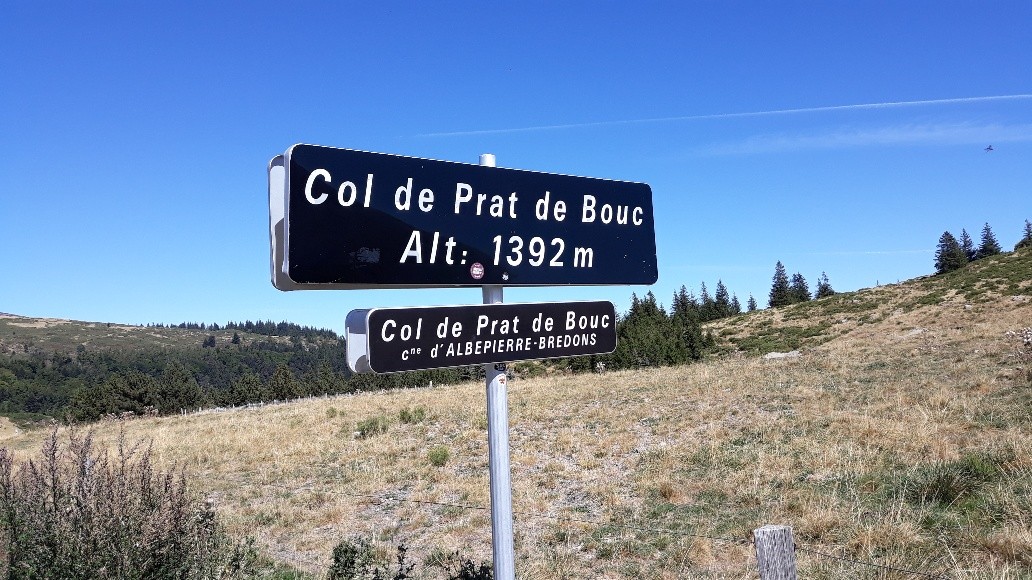 Col de Prat de Bouc
Alt: 1392 m
Col de Prat de Bouc
cne d'ALBEPIERRE-BREDONS